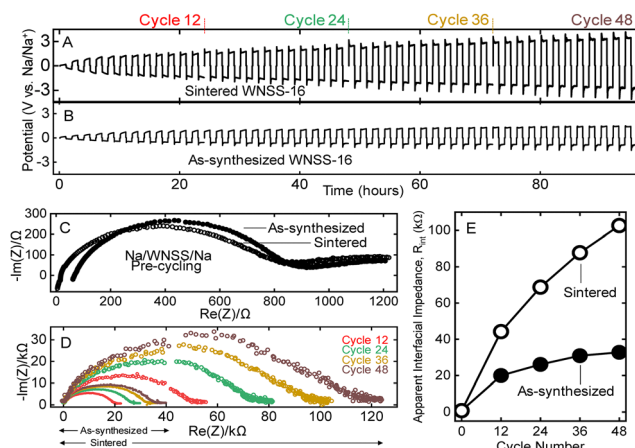 Cycle 12 Cycle 24 Cycle 36 Cycle 48
Potential (V vs. Na/Na⁺)
3
0
-3
A
Sintered WNSS-16
3
0
-3
B
As-synthesized WNSS-16
0 20 40 60 80
Time (hours)
-Im(Z)/Ω
300
200
100
0
C
As-synthesized
Sintered
Na/WNSS/Na
Pre-cycling
0 200 400 600 800 1000 1200
Re(Z)/Ω
-Im(Z)/kΩ
30
20
10
0
D
Cycle 12
Cycle 24
Cycle 36
Cycle 48
0 20 40 60 80 100 120
As-synthesized
Re(Z)/kΩ
Sintered
Apparent Interfacial Impedance, Rint (kΩ)
100
80
60
40
20
0
E
Sintered
As-synthesized
0 12 24 36 48
Cycle Number